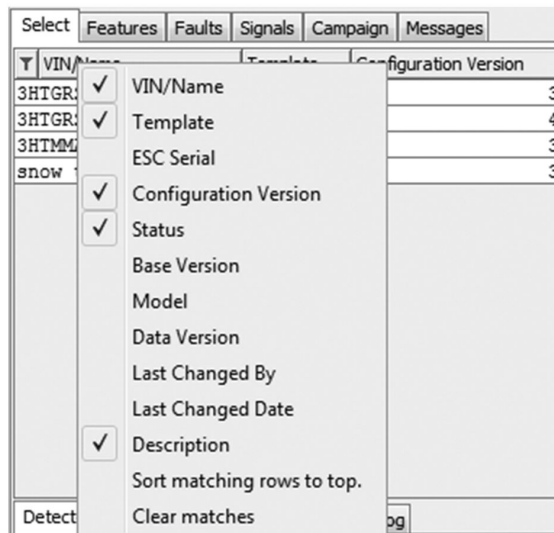 Select Features Faults Signals Campaign Messages
VIN/Name Template Configuration Version
3HTGR 3
3HTGR 4
3HTMM 3
snow 3
VIN/Name
Template
ESC Serial
Configuration Version
Status
Base Version
Model
Data Version
Last Changed By
Last Changed Date
Description
Sort matching rows to top.
Clear matches
Detect og